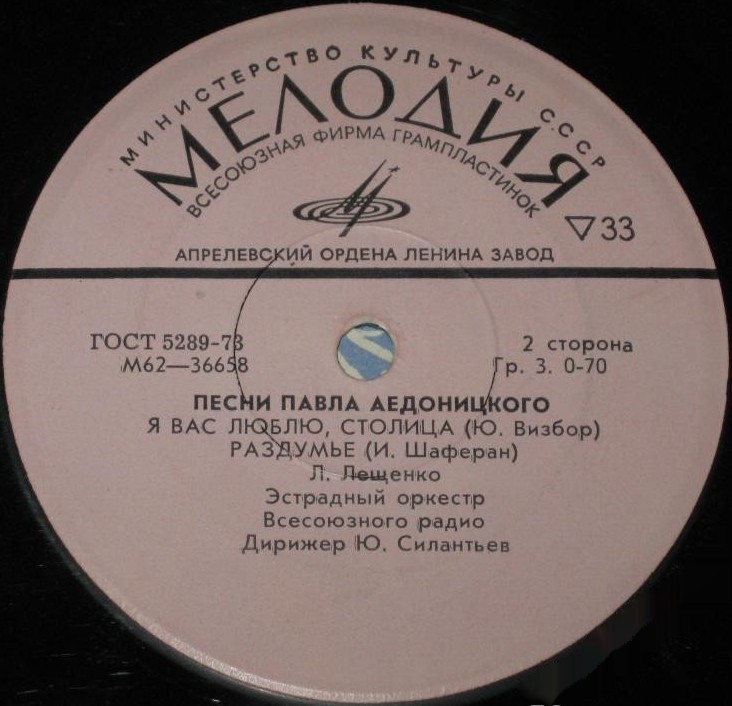 МИНИСТЕРСТВО КУЛЬТУРЫ СССР
МЕЛОДИЯ
ВСЕСОЮЗНАЯ ФИРМА ГРАМПЛАСТИНОК
▽33
АПРЕЛЕВСКИЙ ОРДЕНА ЛЕНИНА ЗАВОД
ГОСТ 5289-73
2 сторона
М62—36658
Гр. 3. 0-70
ПЕСНИ ПАВЛА АЕДОНИЦКОГО
Я ВАС ЛЮБЛЮ, СТОЛИЦА (Ю. Визбор)
РАЗДУМЬЕ (И. Шаферан)
Л. Лещенко
Эстрадный оркестр
Всесоюзного радио
Дирижер Ю. Силантьев